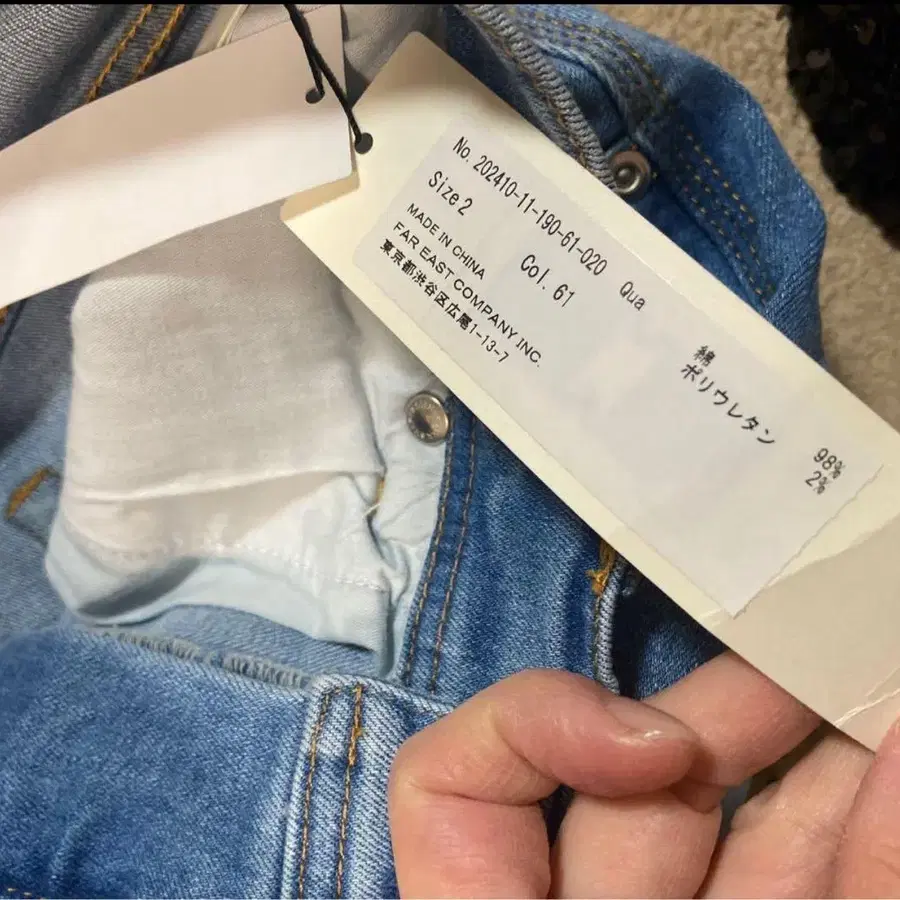 No. 202410-11-190-61-020
Size 2 Col. 61 Qua
MADE IN CHINA
FAR EAST COMPANY INC.
東京都渋谷区広尾1-13-7
綿 98%
ポリウレタン 2%